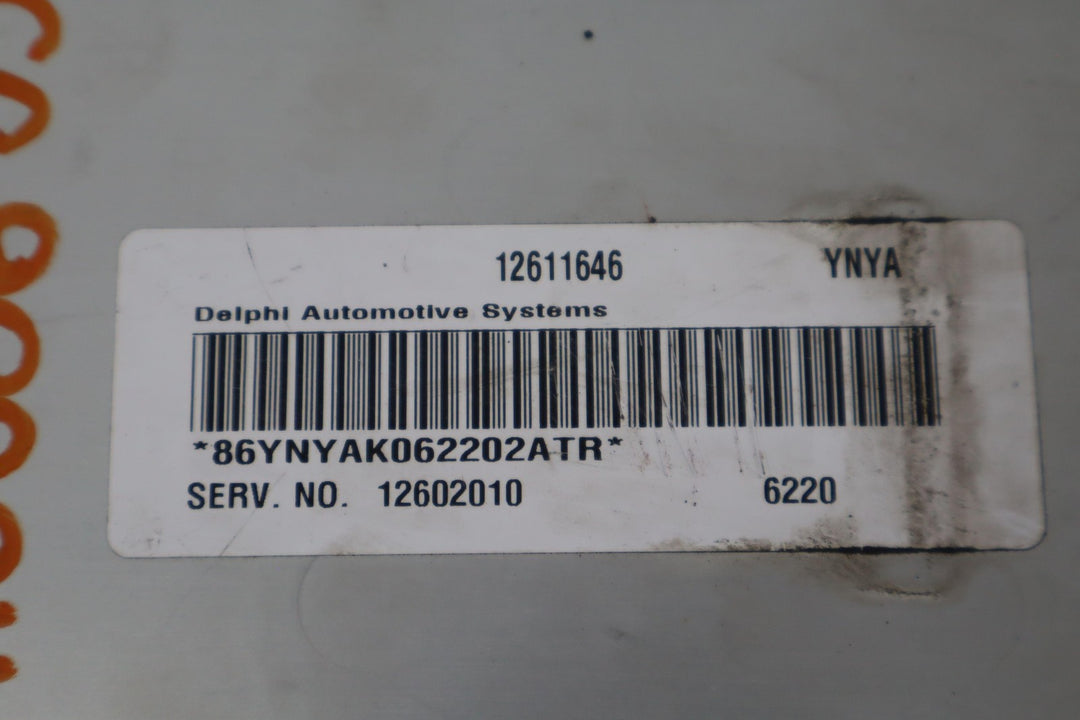 12611646 YNYA
Delphi Automotive Systems
*86YNYAK062202ATR*
SERV. NO. 12602010 6220